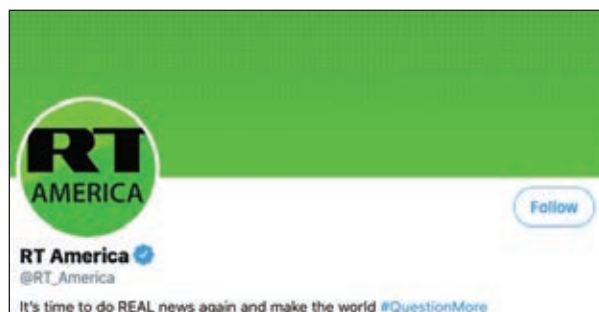 RT
AMERICA
Follow
RT America
@RT_America
It's time to do REAL news again and make the world #QuestionMore